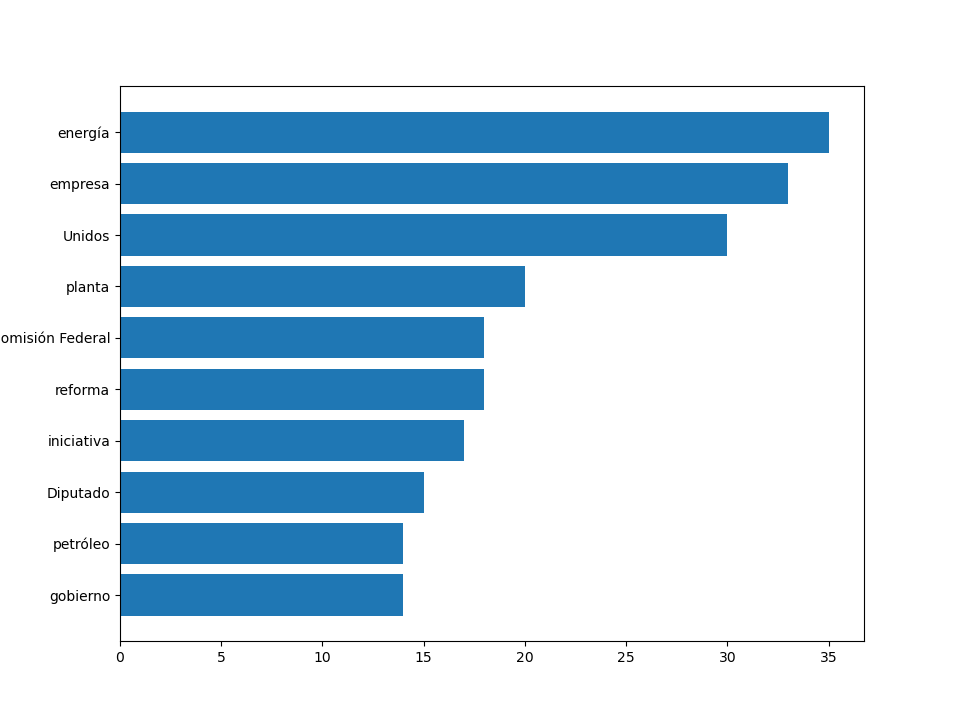 energía
empresa
Unidos
planta
omisión Federal
reforma
iniciativa
Diputado
petróleo
gobierno
0 5 10 15 20 25 30 35